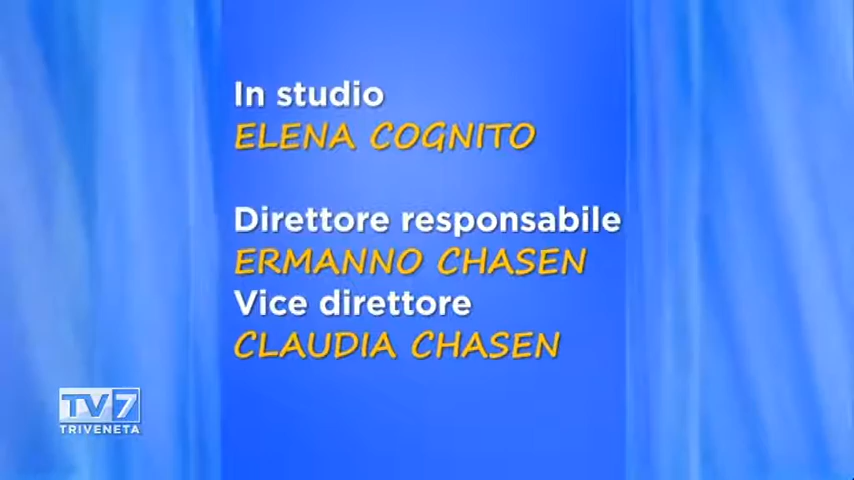 In studio
ELENA COGNITO
Direttore responsabile
ERMANNO CHASEN
Vice direttore
CLAUDIA CHASEN
TV7
TRIVENETA